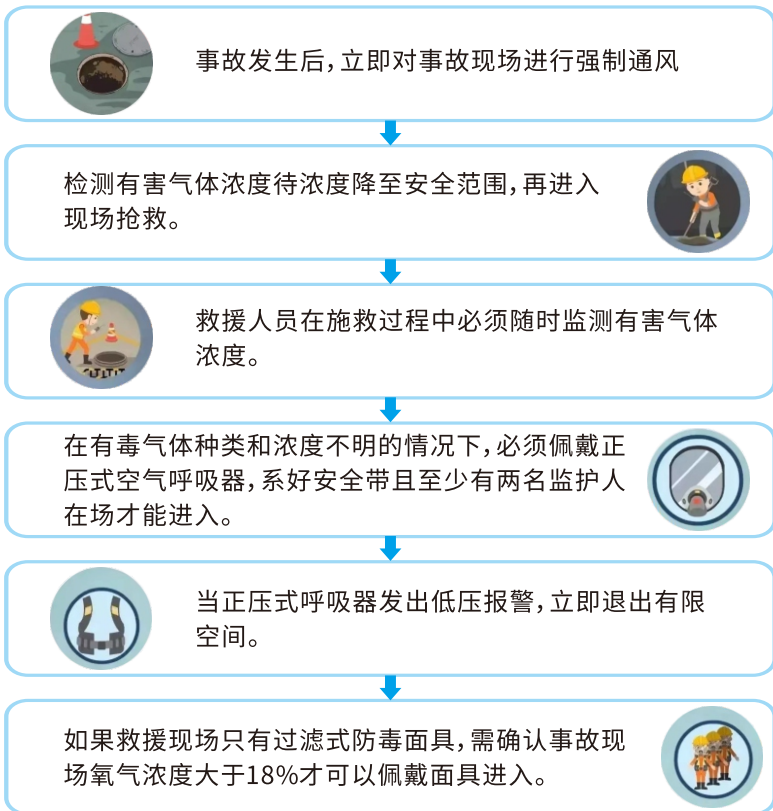 事故发生后，立即对事故现场进行强制通风
检测有害气体浓度待浓度降至安全范围，再进入
现场抢救。
救援人员在施救过程中必须随时监测有害气体
浓度。
在有毒气体种类和浓度不明的情况下，必须佩戴正
压式空气呼吸器，系好安全带且至少有两名监护人
在场才能进入。
当正压式呼吸器发出低压报警，立即退出有限
空间。
如果救援现场只有过滤式防毒面具，需确认事故现
场氧气浓度大于18%才可以佩戴面具进入。